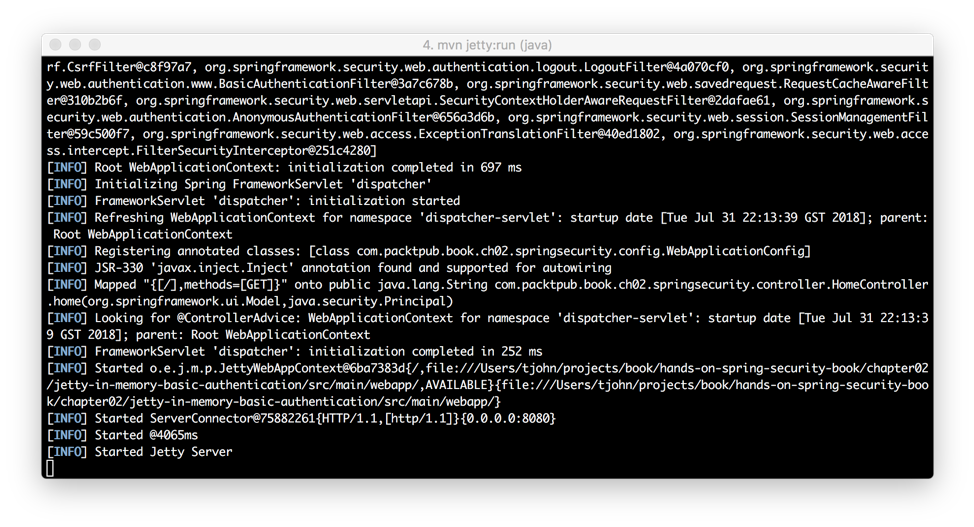 4. mvn jetty:run (java)
rf.CsrfFilter@c8f97a7, org.springframework.security.web.authentication.logout.LogoutFilter@4a070cf0, org.springframework.securit
y.web.authentication.www.BasicAuthenticationFilter@3a7c678b, org.springframework.security.web.savedrequest.RequestCacheAwareFilt
er@310b2b6f, org.springframework.security.web.servletapi.SecurityContextHolderAwareRequestFilter@2dafae61, org.springframework.s
ecurity.web.authentication.AnonymousAuthenticationFilter@656a3d6b, org.springframework.security.web.session.SessionManagementFil
ter@59c500f7, org.springframework.security.web.access.ExceptionTranslationFilter@40ed1802, org.springframework.security.web.acce
ss.intercept.FilterSecurityInterceptor@251c4280]
[INFO] Root WebApplicationContext: initialization completed in 697 ms
[INFO] Initializing Spring FrameworkServlet 'dispatcher'
[INFO] FrameworkServlet 'dispatcher': initialization started
[INFO] Refreshing WebApplicationContext for namespace 'dispatcher-servlet': startup date [Tue Jul 31 22:13:39 GST 2018]; parent:
 Root WebApplicationContext
[INFO] Registering annotated classes: [class com.packtpub.book.ch02.springsecurity.config.WebApplicationConfig]
[INFO] JSR-330 'javax.inject.Inject' annotation found and supported for autowiring
[INFO] Mapped "{[/],methods=[GET]}" onto public java.lang.String com.packtpub.book.ch02.springsecurity.controller.HomeController
.home(org.springframework.ui.Model,java.security.Principal)
[INFO] Looking for @ControllerAdvice: WebApplicationContext for namespace 'dispatcher-servlet': startup date [Tue Jul 31 22:13:3
9 GST 2018]; parent: Root WebApplicationContext
[INFO] FrameworkServlet 'dispatcher': initialization completed in 252 ms
[INFO] Started o.e.j.m.p.JettyWebAppContext@6ba7383d{/,file:///Users/tjohn/projects/book/hands-on-spring-security-book/chapter02
/jetty-in-memory-basic-authentication/src/main/webapp/,AVAILABLE}{file:///Users/tjohn/projects/book/hands-on-spring-security-boo
k/chapter02/jetty-in-memory-basic-authentication/src/main/webapp/}
[INFO] Started ServerConnector@75882261{HTTP/1.1,[http/1.1]}{0.0.0.0:8080}
[INFO] Started @4065ms
[INFO] Started Jetty Server